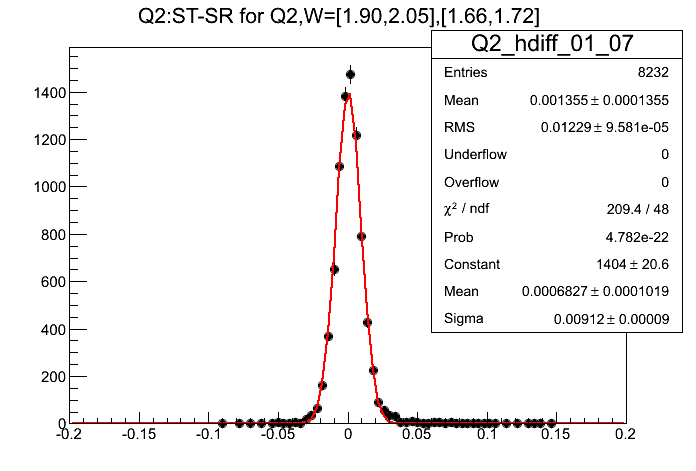 Q2:ST-SR for Q2,W=[1.90,2.05],[1.66,1.72]
Q2_hdiff_01_07
Entries 8232
Mean 0.001355 ± 0.0001355
RMS 0.01229 ± 9.581e-05
Underflow 0
Overflow 0
χ² / ndf 209.4 / 48
Prob 4.782e-22
Constant 1404 ± 20.6
Mean 0.0006827 ± 0.0001019
Sigma 0.00912 ± 0.00009
1400
1200
1000
800
600
400
200
0
-0.2 -0.15 -0.1 -0.05 0 0.05 0.1 0.15 0.2